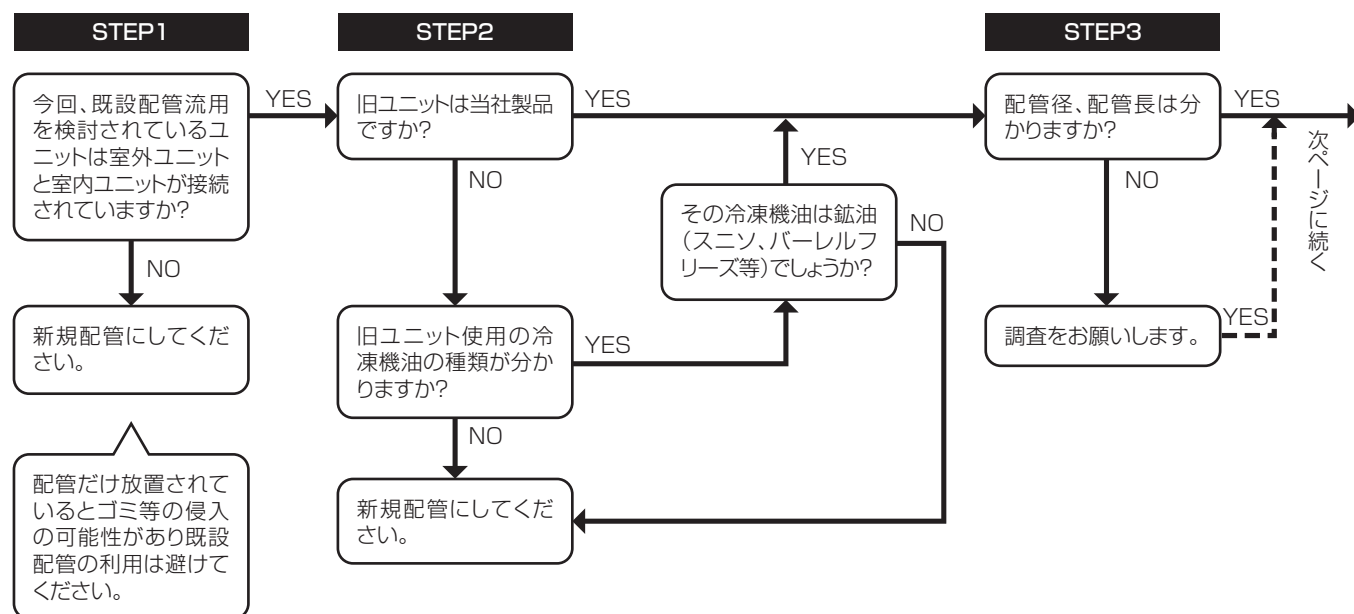 STEP1
今回、既設配管流用
を検討されているユ
ニットは室外ユニット
と室内ユニットが接続
されていますか?
YES
NO
新規配管にしてくだ
さい。
配管だけ放置されて
いるとゴミ等の侵入
の可能性があり既設
配管の利用は避けて
ください。
STEP2
旧ユニットは当社製品
ですか?
YES
NO
旧ユニット使用の冷
凍機油の種類が分か
りますか?
YES
NO
新規配管にしてくだ
さい。
その冷凍機油は鉱油
(スニソ、バーレルフ
リーズ等)でしょうか?
YES
NO
STEP3
配管径、配管長は分
かりますか?
YES
NO
調査をお願いします。
YES
次ページに続く